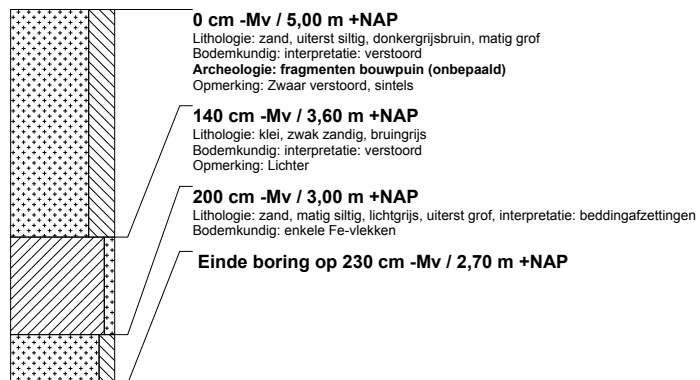 0 cm -Mv / 5,00 m +NAP
Lithologie: zand, uiterst siltig, donkergrijsbruin, matig grof
Bodemkundig: interpretatie: verstoord
Archeologie: fragmenten bouwpuin (onbepaald)
Opmerking: Zwaar verstoord, sintels
140 cm -Mv / 3,60 m +NAP
Lithologie: klei, zwak zandig, bruingrijs
Bodemkundig: interpretatie: verstoord
Opmerking: Lichter
200 cm -Mv / 3,00 m +NAP
Lithologie: zand, matig siltig, lichtgrijs, uiterst grof, interpretatie: beddingafzettingen
Bodemkundig: enkele Fe-vlekken
Einde boring op 230 cm -Mv / 2,70 m +NAP